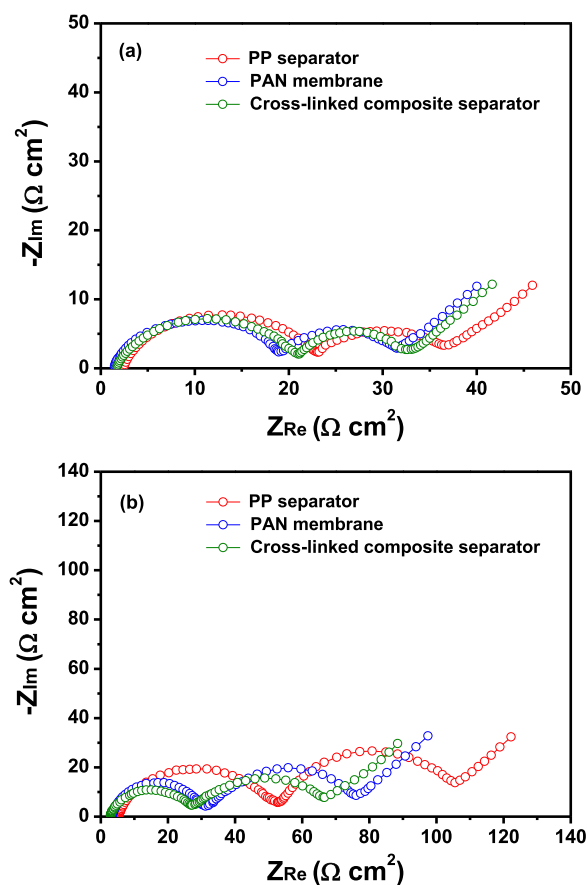 50
(a)
PP separator
PAN membrane
Cross-linked composite separator
40
30
20
10
0
-ZIm (Ω cm²)
0 10 20 30 40 50
ZRe (Ω cm²)
140
(b)
PP separator
PAN membrane
Cross-linked composite separator
120
100
80
60
40
20
0
-ZIm (Ω cm²)
0 20 40 60 80 100 120 140
ZRe (Ω cm²)